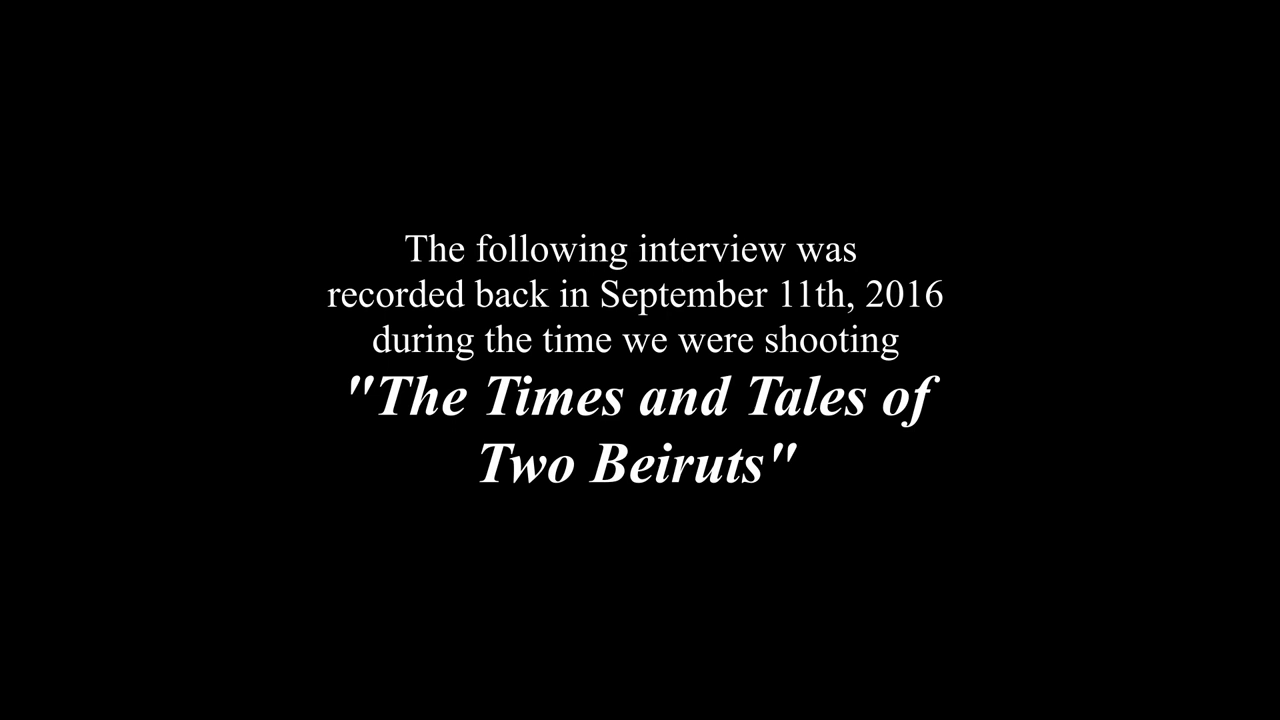 The following interview was
recorded back in September 11th, 2016
during the time we were shooting
"The Times and Tales of
Two Beiruts"